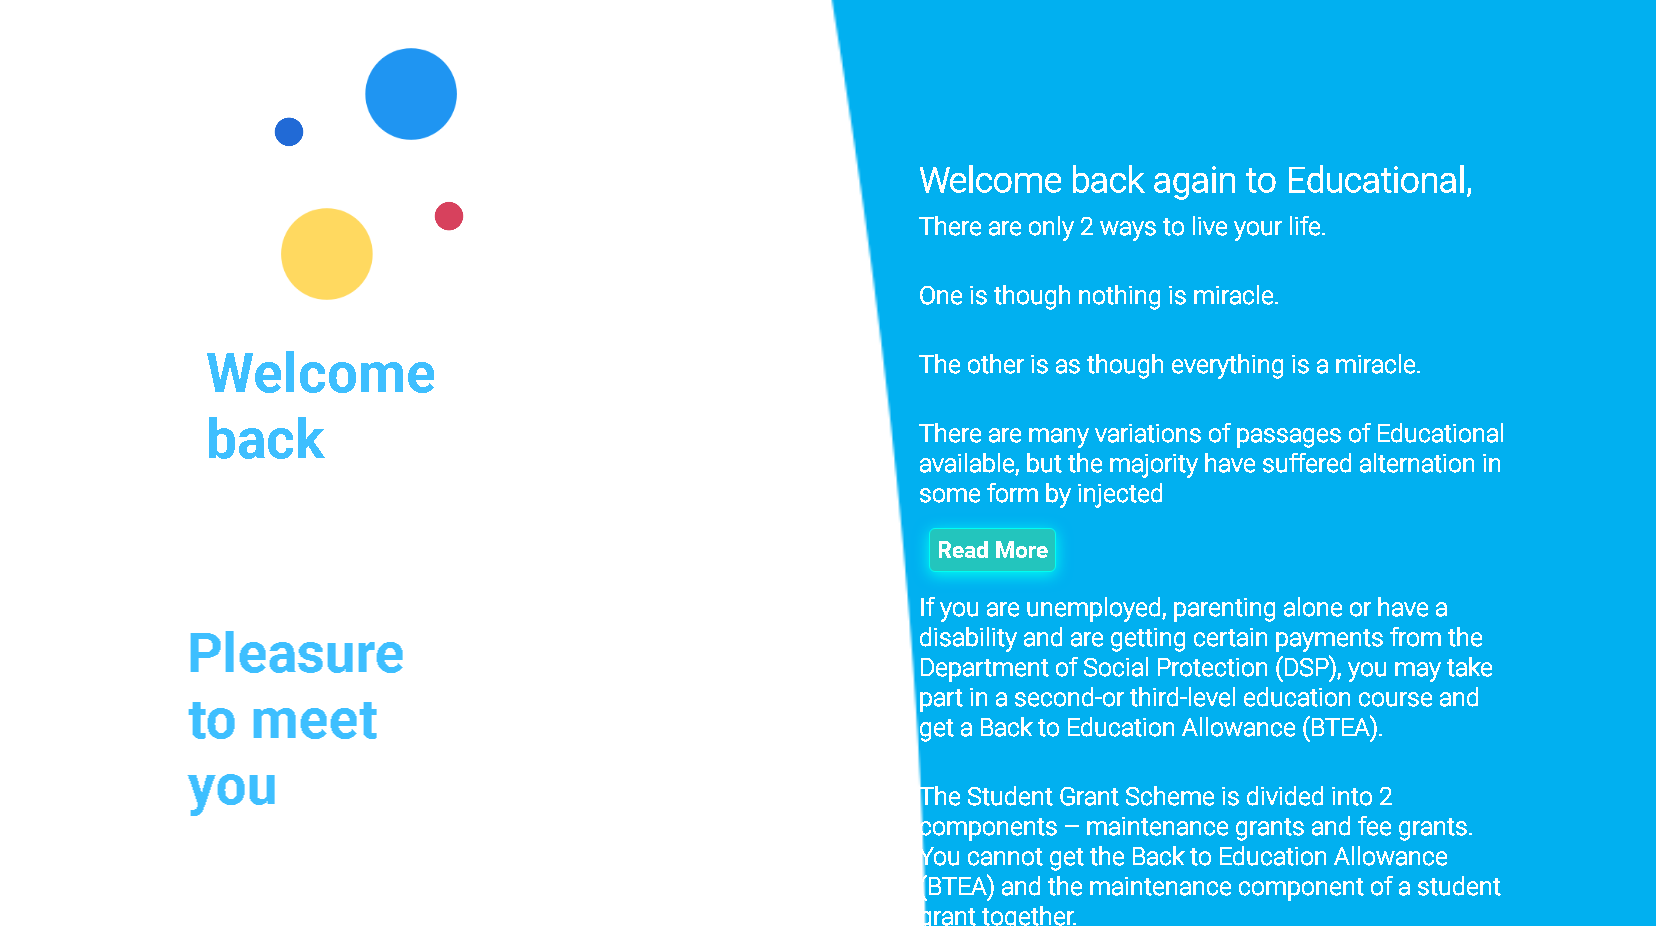 Welcome
back
Pleasure
to meet
you
Welcome back again to Educational,
There are only 2 ways to live your life.
One is though nothing is miracle.
The other is as though everything is a miracle.
There are many variations of passages of Educational
available, but the majority have suffered alternation in
some form by injected
Read More
If you are unemployed, parenting alone or have a
disability and are getting certain payments from the
Department of Social Protection (DSP), you may take
part in a second-or third-level education course and
get a Back to Education Allowance (BTEA).
The Student Grant Scheme is divided into 2
components – maintenance grants and fee grants.
You cannot get the Back to Education Allowance
(BTEA) and the maintenance component of a student
grant together.